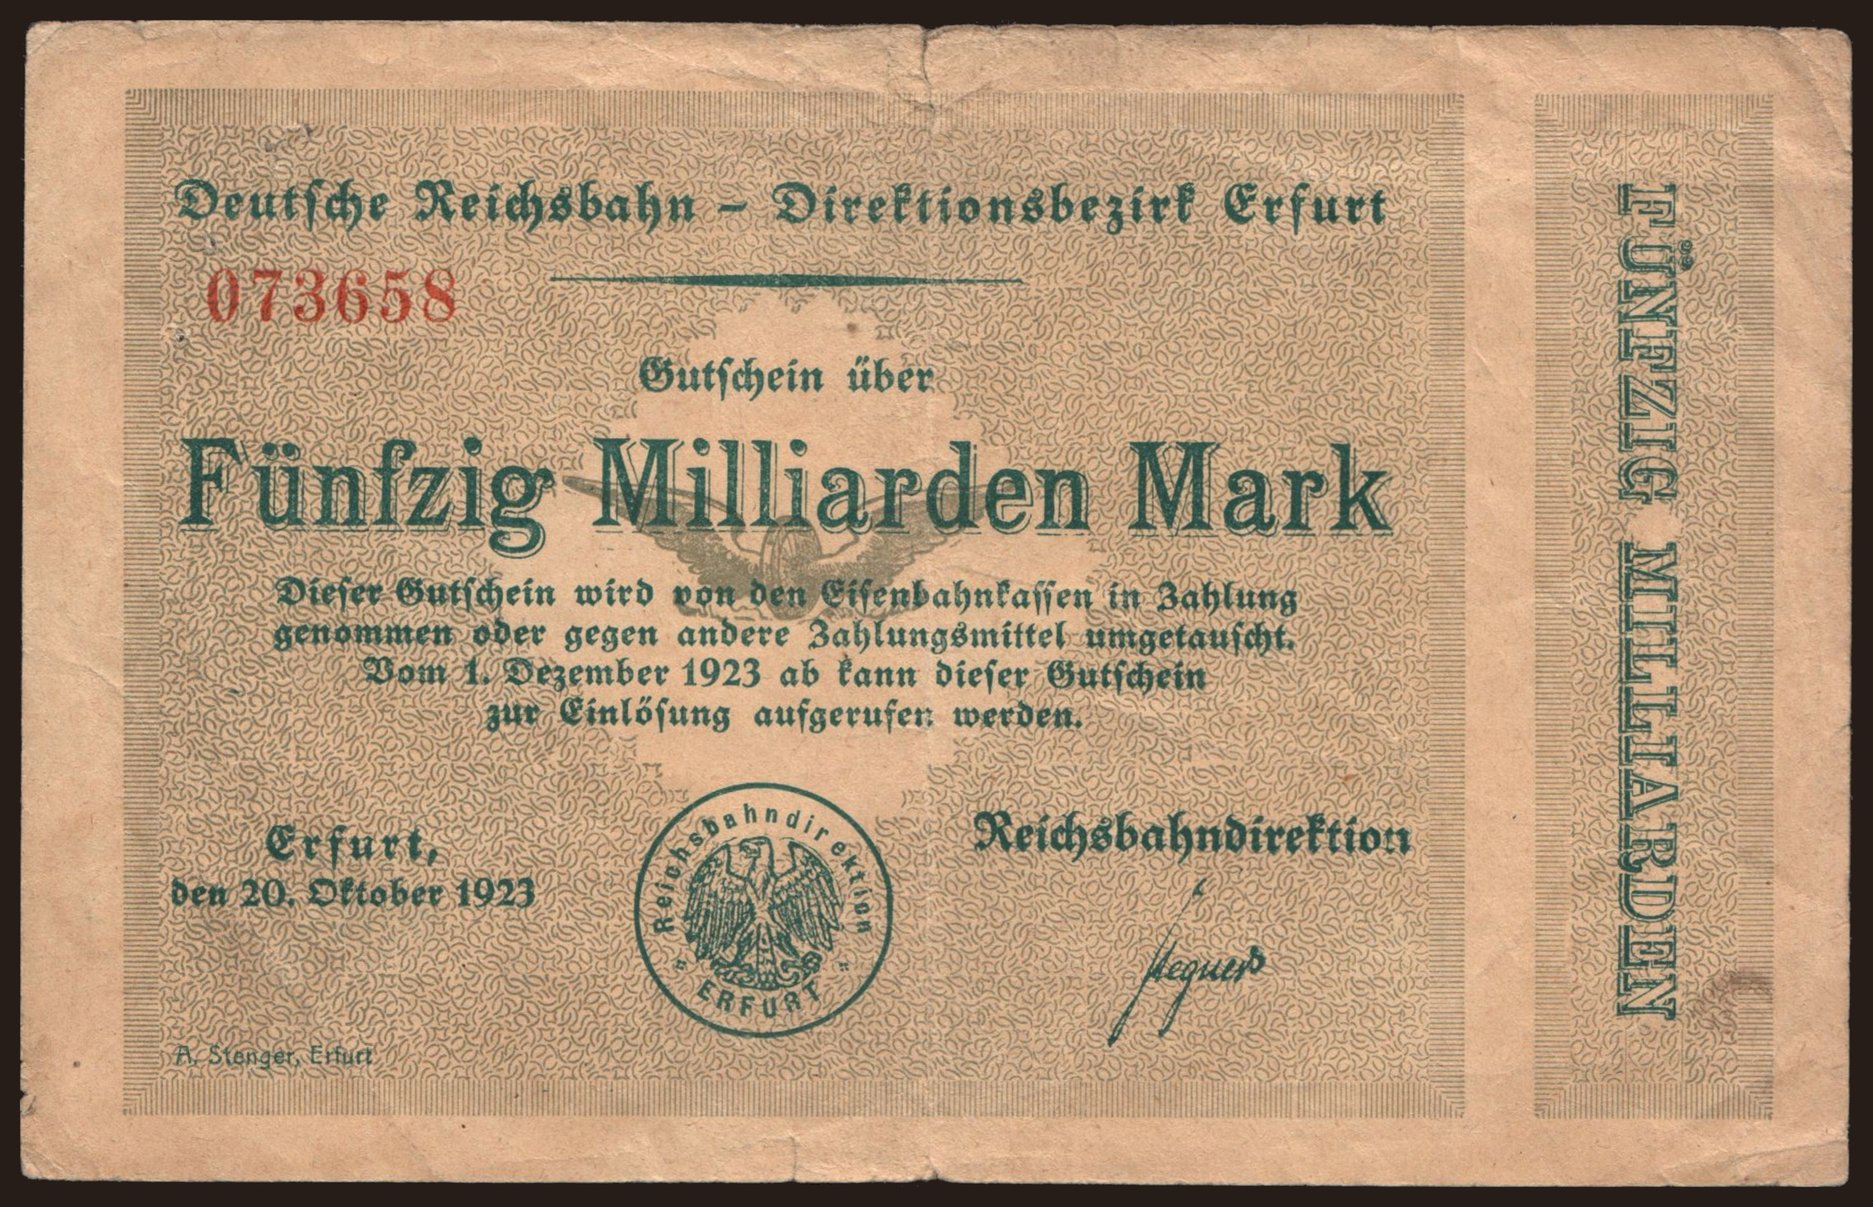 Deutsche Reichsbahn – Direktionsbezirk Erfurt
073658
Gutschein über
Fünfzig Milliarden Mark
Dieser Gutschein wird von den Eisenbahnkassen in Zahlung
genommen oder gegen andere Zahlungsmittel umgetauscht.
Vom 1. Dezember 1923 ab kann dieser Gutschein
zur Einlösung aufgerufen werden.
Erfurt,
den 20. Oktober 1923
Reichsbahndirektion
" ERFURT "
Reichsbahndirektion
A. Stenger, Erfurt
FÜNFZIG MILLIARDEN